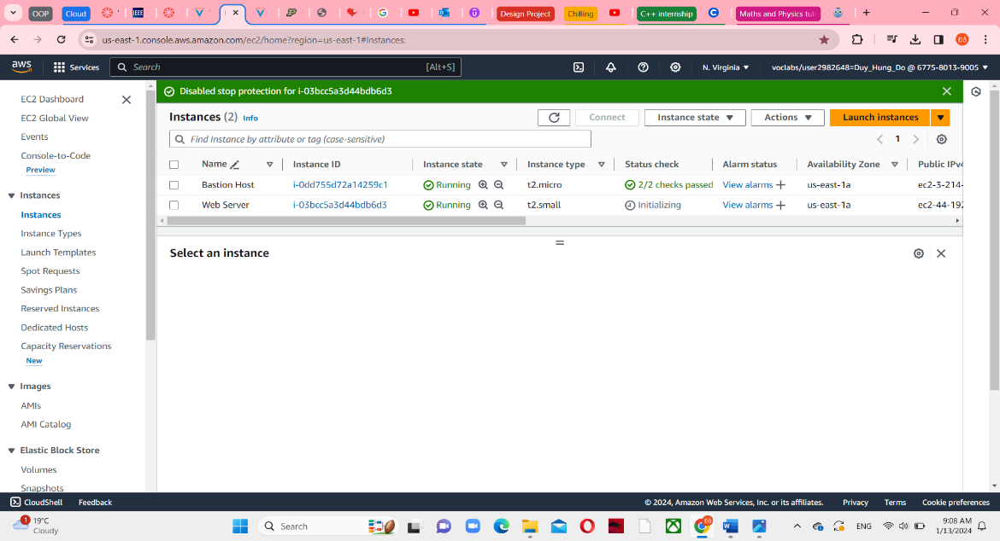 OOP
Cloud
IEEE
Design Project
Chilling
C++ internship
Maths and Physics tut
us-east-1.console.aws.amazon.com/ec2/home?region=us-east-1#Instances:
aws
Services
Search
[Alt+S]
N. Virginia
voclabs/user2982648=Duy_Hung_Do @ 6775-8013-9005
EC2 Dashboard
EC2 Global View
Events
Console-to-Code
Preview
Instances
Instances
Instance Types
Launch Templates
Spot Requests
Savings Plans
Reserved Instances
Dedicated Hosts
Capacity Reservations
New
Images
AMIs
AMI Catalog
Elastic Block Store
Volumes
Snapshots
Disabled stop protection for i-03bcc5a3d44bdb6d3
Instances (2) Info
Connect
Instance state
Actions
Launch instances
Find Instance by attribute or tag (case-sensitive)
1
Name Instance ID Instance state Instance type Status check Alarm status Availability Zone Public IPv4
Bastion Host i-0dd755d72a14259c1 Running t2.micro 2/2 checks passed View alarms us-east-1a ec2-3-214-
Web Server i-03bcc5a3d44bdb6d3 Running t2.small Initializing View alarms us-east-1a ec2-44-192
Select an instance
CloudShell
Feedback
© 2024, Amazon Web Services, Inc. or its affiliates.
Privacy
Terms
Cookie preferences
1
19°C
Cloudy
Search
ENG
9:08 AM
1/13/2024